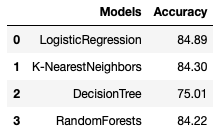 Models Accuracy
0 LogisticRegression 84.89
1 K-NearestNeighbors 84.30
2 DecisionTree 75.01
3 RandomForests 84.22